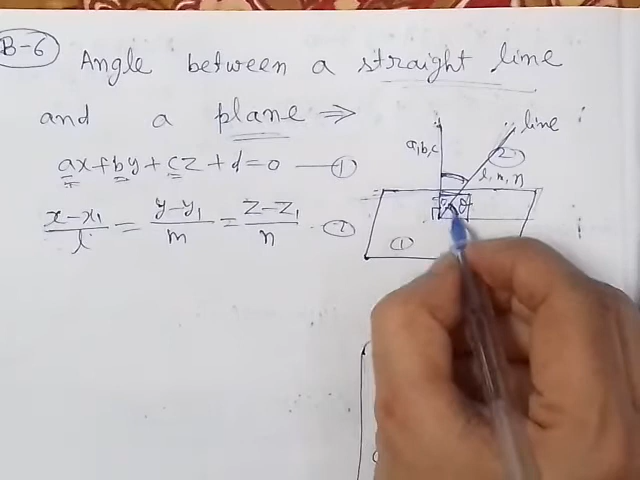 B-6 Angle between a straight line
and a plane ⇒
ax+by+cz+d=0 — ①
x-x₁/l = y-y₁/m = z-z₁/n - ②
a,b,c
line
②
l, m, n
θ
①